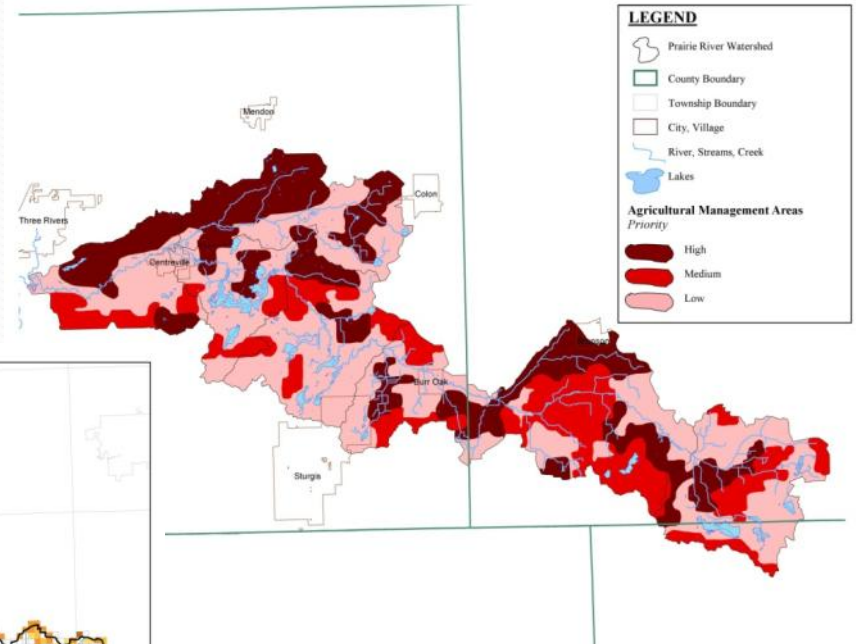 LEGEND
Prairie River Watershed
County Boundary
Township Boundary
City, Village
River, Streams, Creek
Lakes
Agricultural Management Areas
Priority
High
Medium
Low
Mendon
Colon
Three Rivers
Centreville
Burr Oak
Sturgis